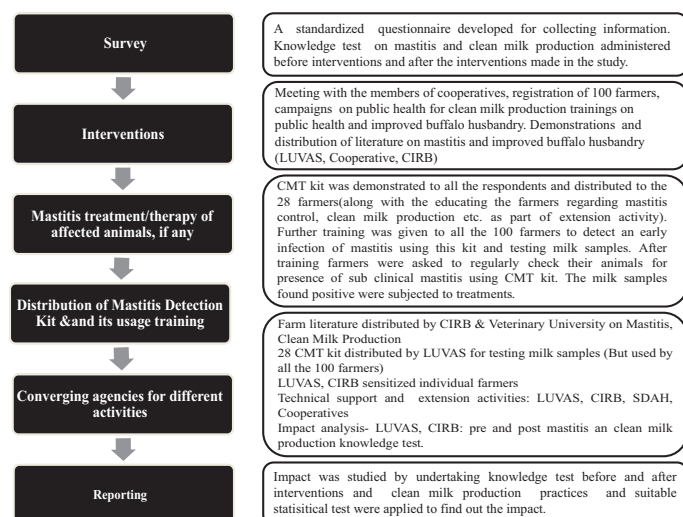 Survey
A standardized questionnaire developed for collecting information.
Knowledge test on mastitis and clean milk production administered
before interventions and after the interventions made in the study.
Interventions
Meeting with the members of cooperatives, registration of 100 farmers,
campaigns on public health for clean milk production trainings on
public health and improved buffalo husbandry. Demonstrations and
distribution of literature on mastitis and improved buffalo husbandry
(LUVAS, Cooperative, CIRB)
Mastitis treatment/therapy of
affected animals, if any
CMT kit was demonstrated to all the respondents and distributed to the
28 farmers(along with the educating the farmers regarding mastitis
control, clean milk production etc. as part of extension activity).
Further training was given to all the 100 farmers to detect an early
infection of mastitis using this kit and testing milk samples. After
training farmers were asked to regularly check their animals for
presence of sub clinical mastitis using CMT kit. The milk samples
found positive were subjected to treatments.
Distribution of Mastitis Detection
Kit &and its usage training
Farm literature distributed by CIRB & Veterinary University on Mastitis,
Clean Milk Production
28 CMT kit distributed by LUVAS for testing milk samples (But used by
all the 100 farmers)
LUVAS, CIRB sensitized individual farmers
Technical support and extension activities: LUVAS, CIRB, SDAH,
Cooperatives
Impact analysis- LUVAS, CIRB: pre and post mastitis an clean milk
production knowledge test.
Converging agencies for different
activities
Reporting
Impact was studied by undertaking knowledge test before and after
interventions and clean milk production practices and suitable
statisitical test were applied to find out the impact.